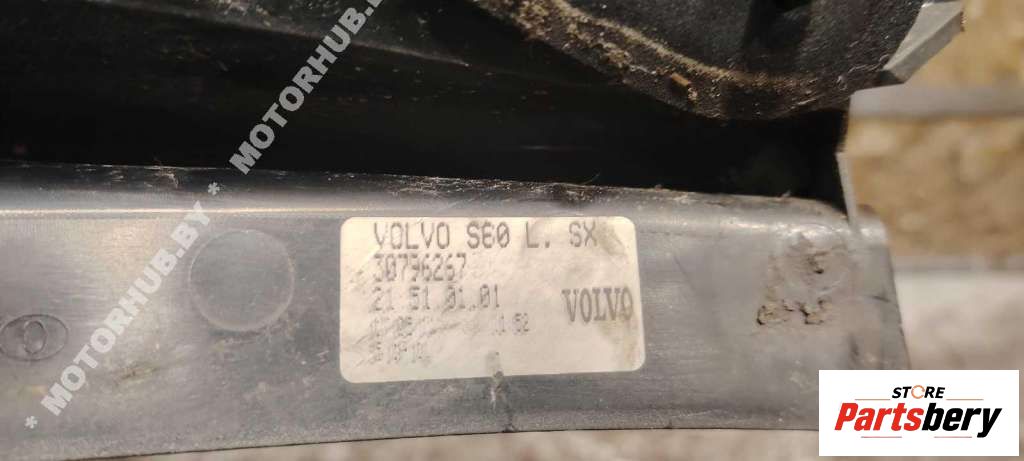 * MOTORHUB.BY * MOTORHUB.BY
VOLVO S60 L. SX
30796267
21 51 01.01
VOLVO
STORE
Partsbery